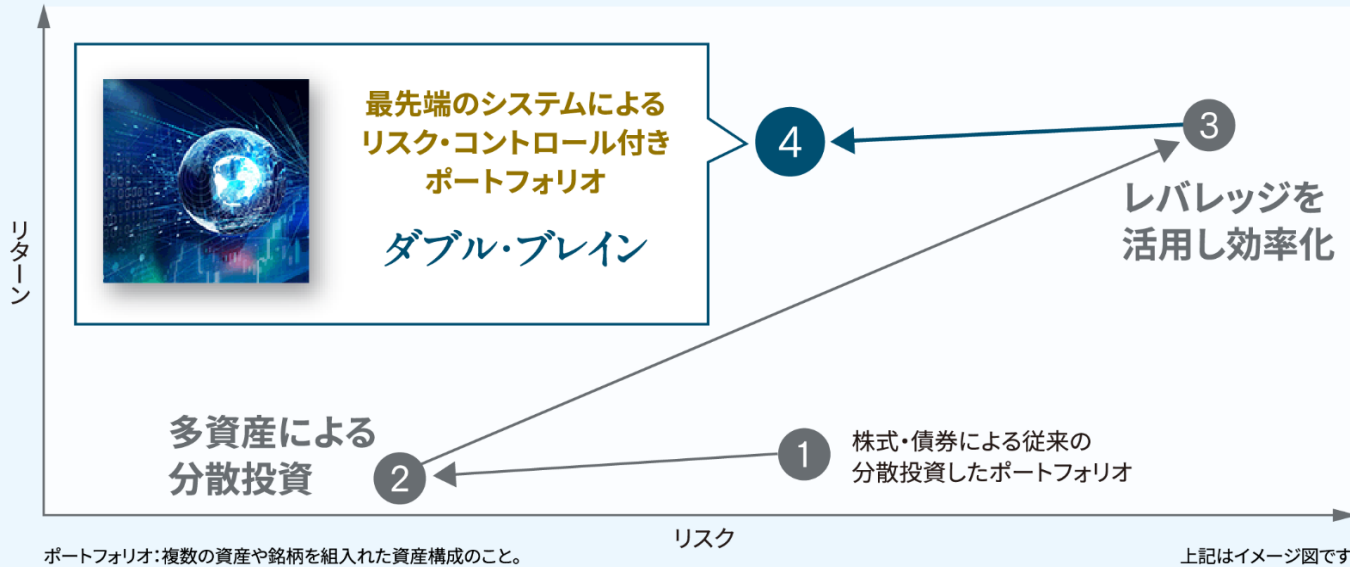 リターン
最先端のシステムによる
リスク・コントロール付き
ポートフォリオ
ダブル・ブレイン
4
3
レバレッジを
活用し効率化
多資産による
分散投資
2
1
株式・債券による従来の
分散投資したポートフォリオ
リスク
ポートフォリオ：複数の資産や銘柄を組入れた資産構成のこと。
上記はイメージ図です